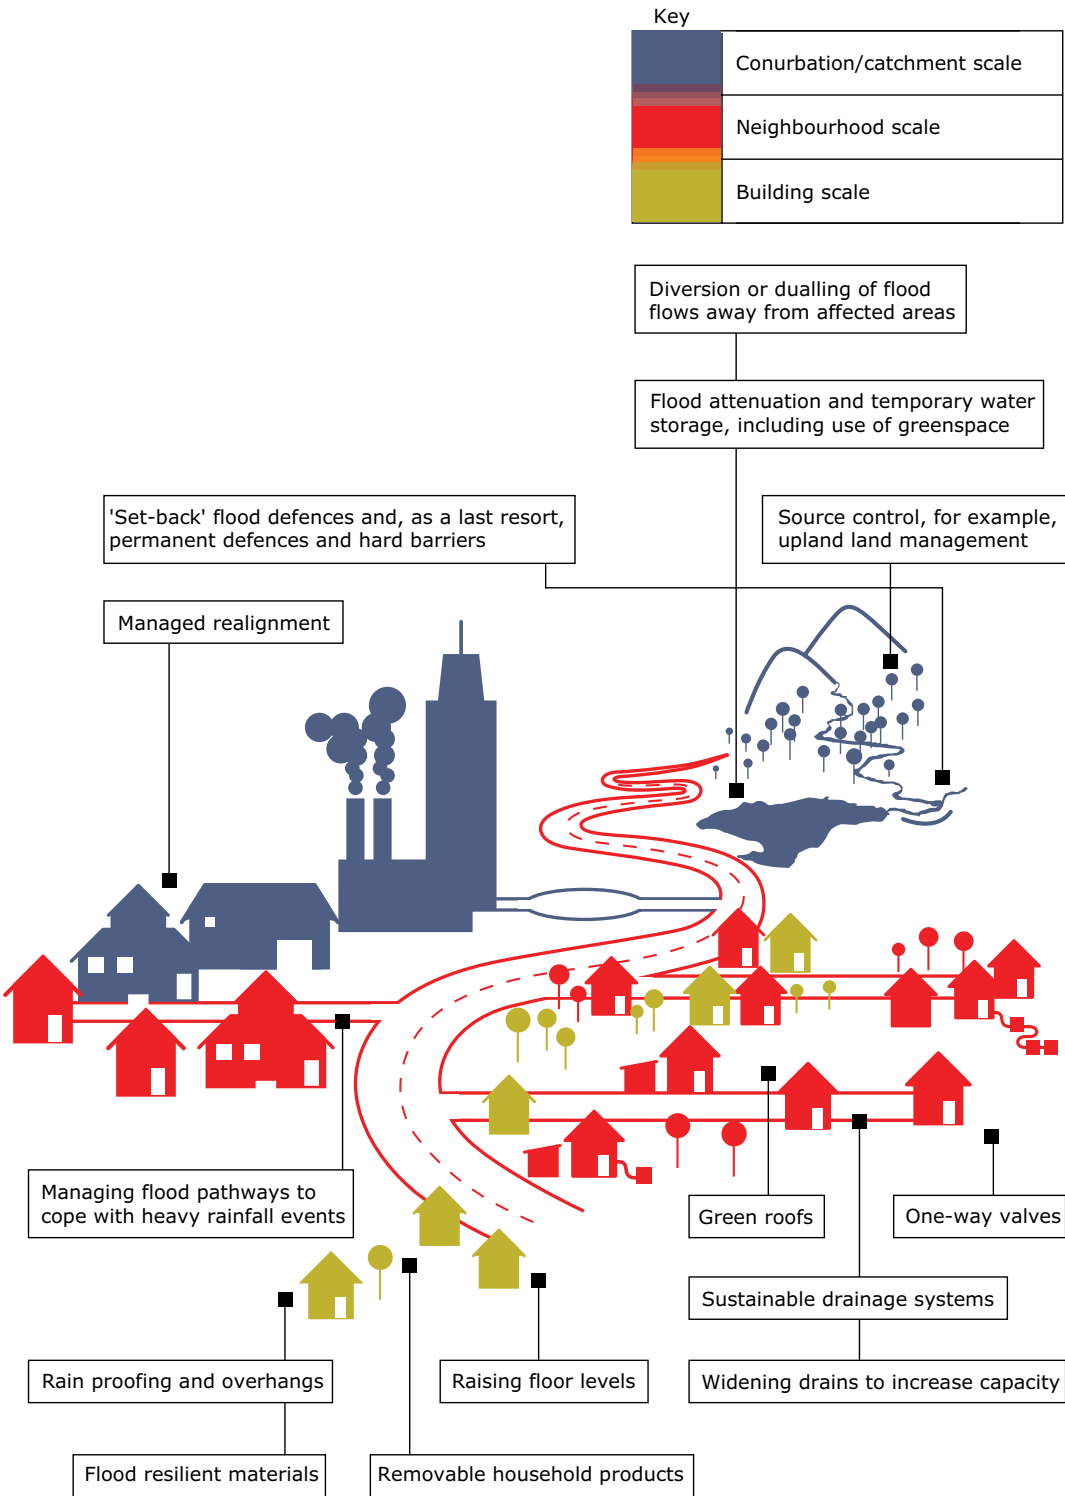 Key
Conurbation/catchment scale
Neighbourhood scale
Building scale
Diversion or dualling of flood
flows away from affected areas
Flood attenuation and temporary water
storage, including use of greenspace
'Set-back' flood defences and, as a last resort,
permanent defences and hard barriers
Source control, for example,
upland land management
Managed realignment
Managing flood pathways to
cope with heavy rainfall events
Green roofs
One-way valves
Sustainable drainage systems
Rain proofing and overhangs
Raising floor levels
Widening drains to increase capacity
Flood resilient materials
Removable household products